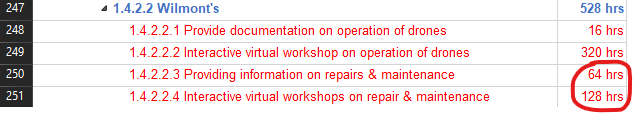 247 1.4.2.2 Wilmont's 528 hrs
248 1.4.2.2.1 Provide documentation on operation of drones 16 hrs
249 1.4.2.2.2 Interactive virtual workshop on operation of drones 320 hrs
250 1.4.2.2.3 Providing information on repairs & maintenance 64 hrs
251 1.4.2.2.4 Interactive virtual workshops on repair & maintenance 128 hrs